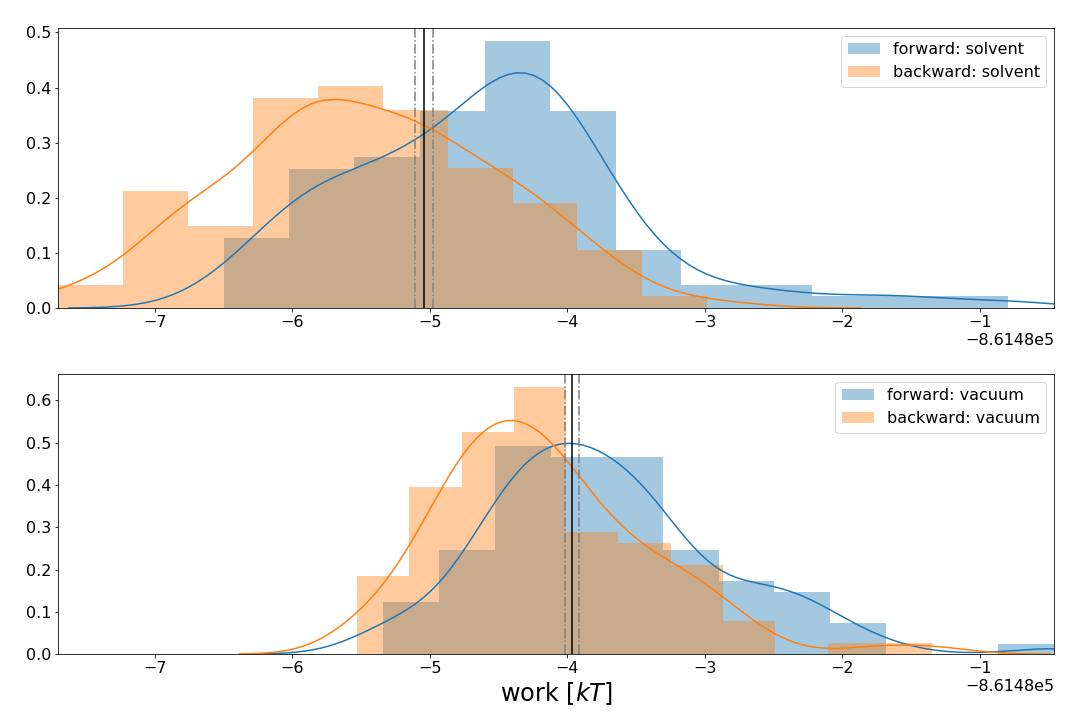 0.5
0.4
0.3
0.2
0.1
0.0
forward: solvent
backward: solvent
−7 −6 −5 −4 −3 −2 −1
−8.6148e5
0.6
0.5
0.4
0.3
0.2
0.1
0.0
forward: vacuum
backward: vacuum
−7 −6 −5 −4 −3 −2 −1
−8.6148e5
work [kT]